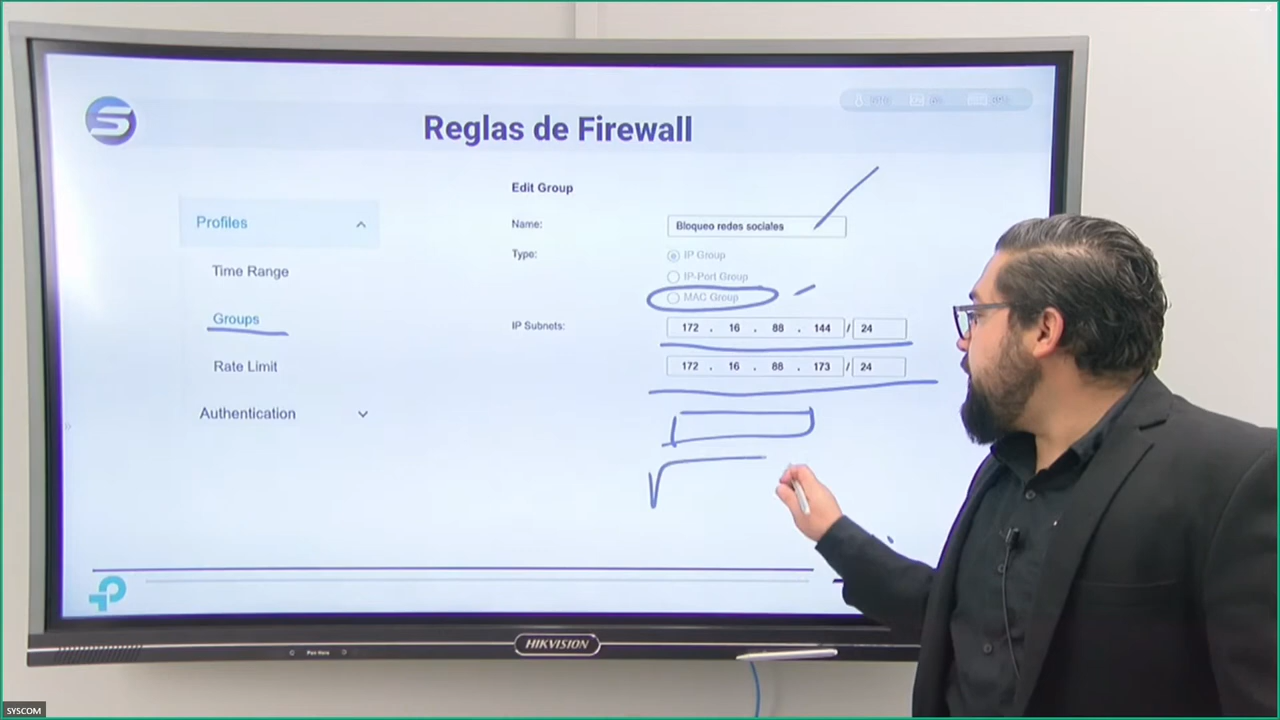 Reglas de Firewall
Edit Group
Profiles
Name:
Bloqueo redes sociales
Type:
IP Group
Time Range
IP-Port Group
MAC Group
Groups
IP Subnets:
172 . 16 . 88 . 144 / 24
Rate Limit
172 . 16 . 88 . 173 / 24
Authentication
HIKVISION
SYSCOM